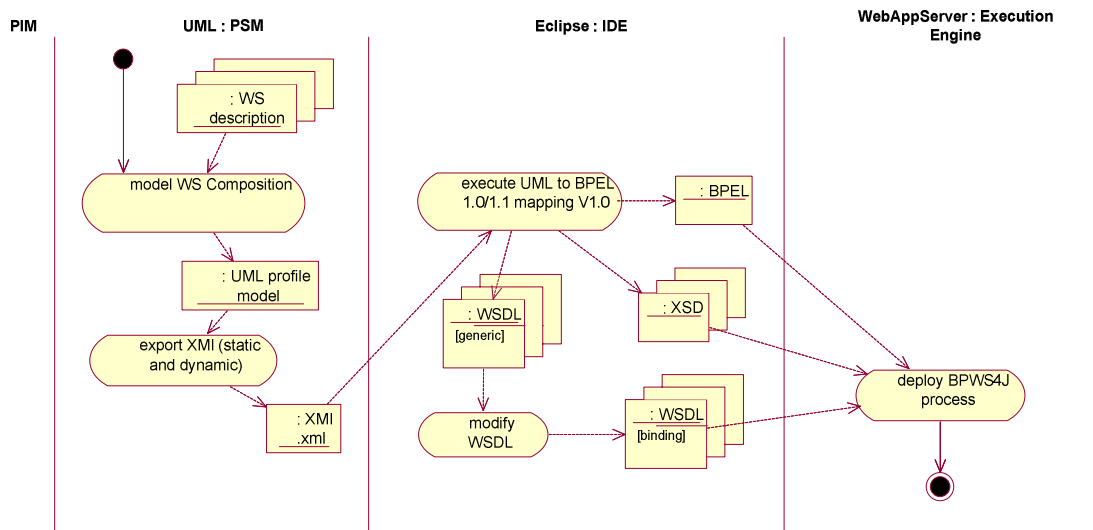 PIM
UML : PSM
Eclipse : IDE
WebAppServer : Execution
Engine
: WS
description
model WS Composition
: UML profile
model
export XMI (static
and dynamic)
: XMI
.xml
execute UML to BPEL
1.0/1.1 mapping V1.0
: BPEL
: WSDL
[generic]
: XSD
modify
WSDL
: WSDL
[binding]
deploy BPWS4J
process